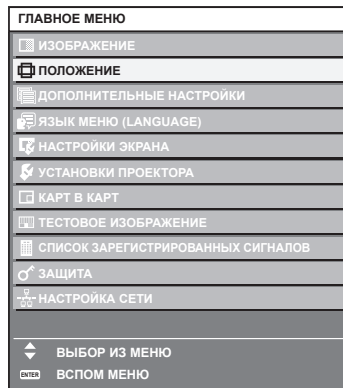 ГЛАВНОЕ МЕНЮ
ИЗОБРАЖЕНИЕ
ПОЛОЖЕНИЕ
ДОПОЛНИТЕЛЬНЫЕ НАСТРОЙКИ
ЯЗЫК МЕНЮ (LANGUAGE)
НАСТРОЙКИ ЭКРАНА
УСТАНОВКИ ПРОЕКТОРА
КАРТ В КАРТ
ТЕСТОВОЕ ИЗОБРАЖЕНИЕ
СПИСОК ЗАРЕГИСТРИРОВАННЫХ СИГНАЛОВ
ЗАЩИТА
НАСТРОЙКА СЕТИ
ВЫБОР ИЗ МЕНЮ
ENTER ВСПОМ МЕНЮ